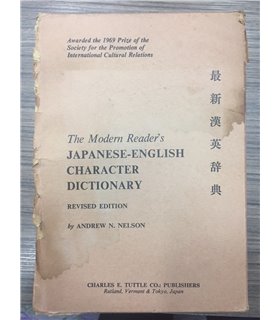 Awarded the 1969 Prize of the
Society for the Promotion of
International Cultural Relations
最新漢英辞典
The Modern Reader's
JAPANESE-ENGLISH
CHARACTER
DICTIONARY
REVISED EDITION
by ANDREW N. NELSON
CHARLES E. TUTTLE CO.: PUBLISHERS
Rutland, Vermont & Tokyo, Japan